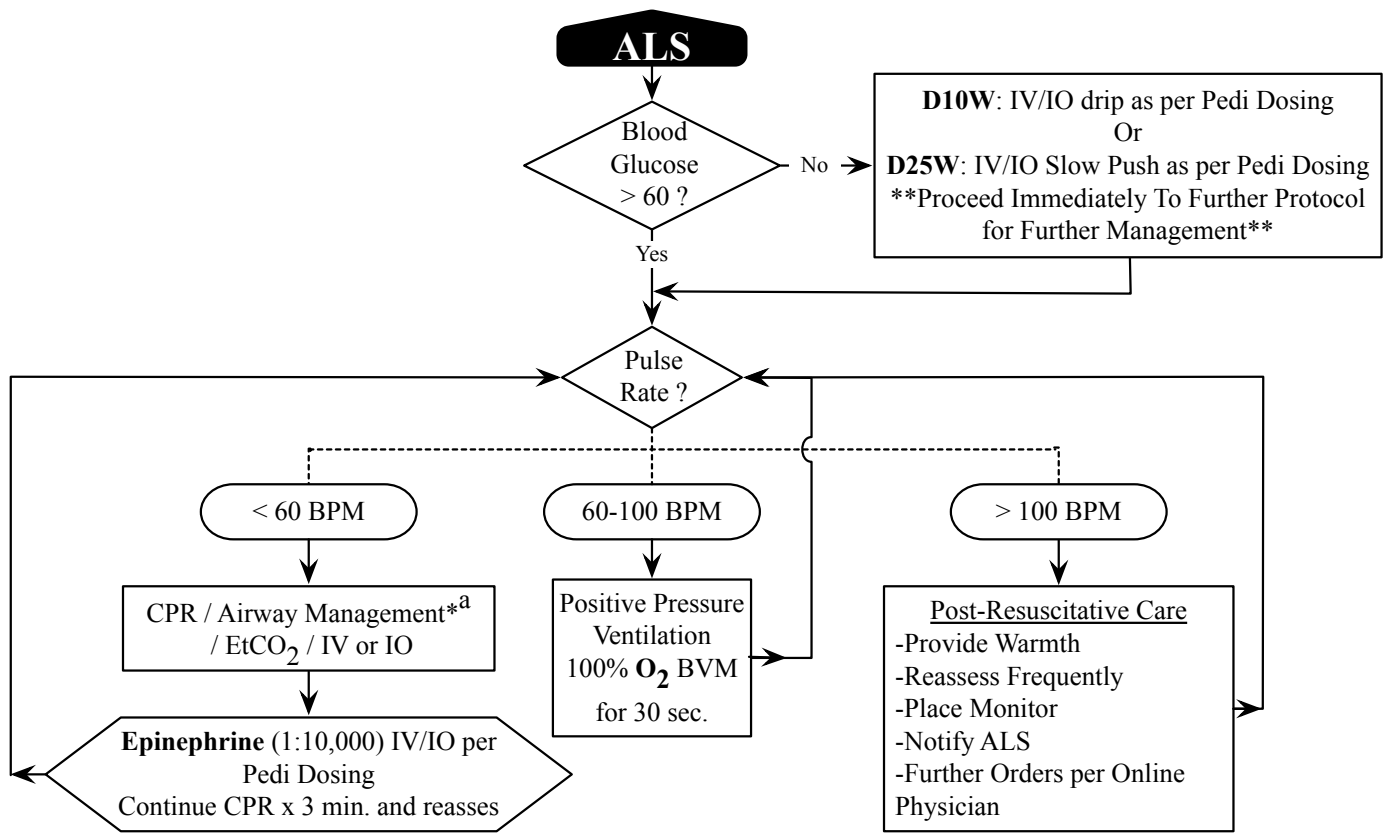 ALS
Blood
Glucose
> 60 ?
No
D10W: IV/IO drip as per Pedi Dosing
Or
D25W: IV/IO Slow Push as per Pedi Dosing
**Proceed Immediately To Further Protocol
for Further Management**
Yes
Pulse
Rate ?
< 60 BPM
60-100 BPM
> 100 BPM
CPR / Airway Management*a
/ EtCO2 / IV or IO
Epinephrine (1:10,000) IV/IO per
Pedi Dosing
Continue CPR x 3 min. and reasses
Positive Pressure
Ventilation
100% O2 BVM
for 30 sec.
Post-Resuscitative Care
-Provide Warmth
-Reassess Frequently
-Place Monitor
-Notify ALS
-Further Orders per Online
Physician